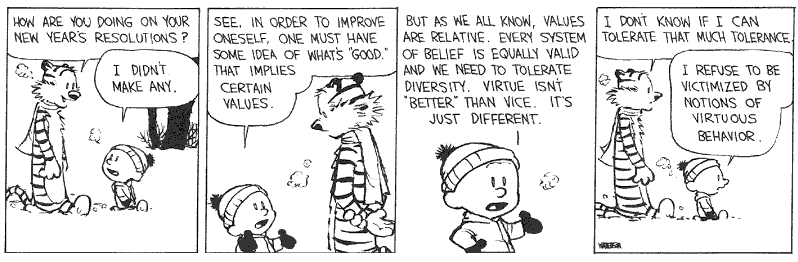 HOW ARE YOU DOING ON YOUR
NEW YEAR'S RESOLUTIONS?
I DIDN'T
MAKE ANY.
SEE, IN ORDER TO IMPROVE
ONESELF, ONE MUST HAVE
SOME IDEA OF WHAT'S "GOOD."
THAT IMPLIES
CERTAIN
VALUES.
BUT AS WE ALL KNOW, VALUES
ARE RELATIVE. EVERY SYSTEM
OF BELIEF IS EQUALLY VALID
AND WE NEED TO TOLERATE
DIVERSITY. VIRTUE ISN'T
"BETTER" THAN VICE. IT'S
JUST DIFFERENT.
I DON'T KNOW IF I CAN
TOLERATE THAT MUCH TOLERANCE.
I REFUSE TO BE
VICTIMIZED BY
NOTIONS OF
VIRTUOUS
BEHAVIOR.
WATTERSON